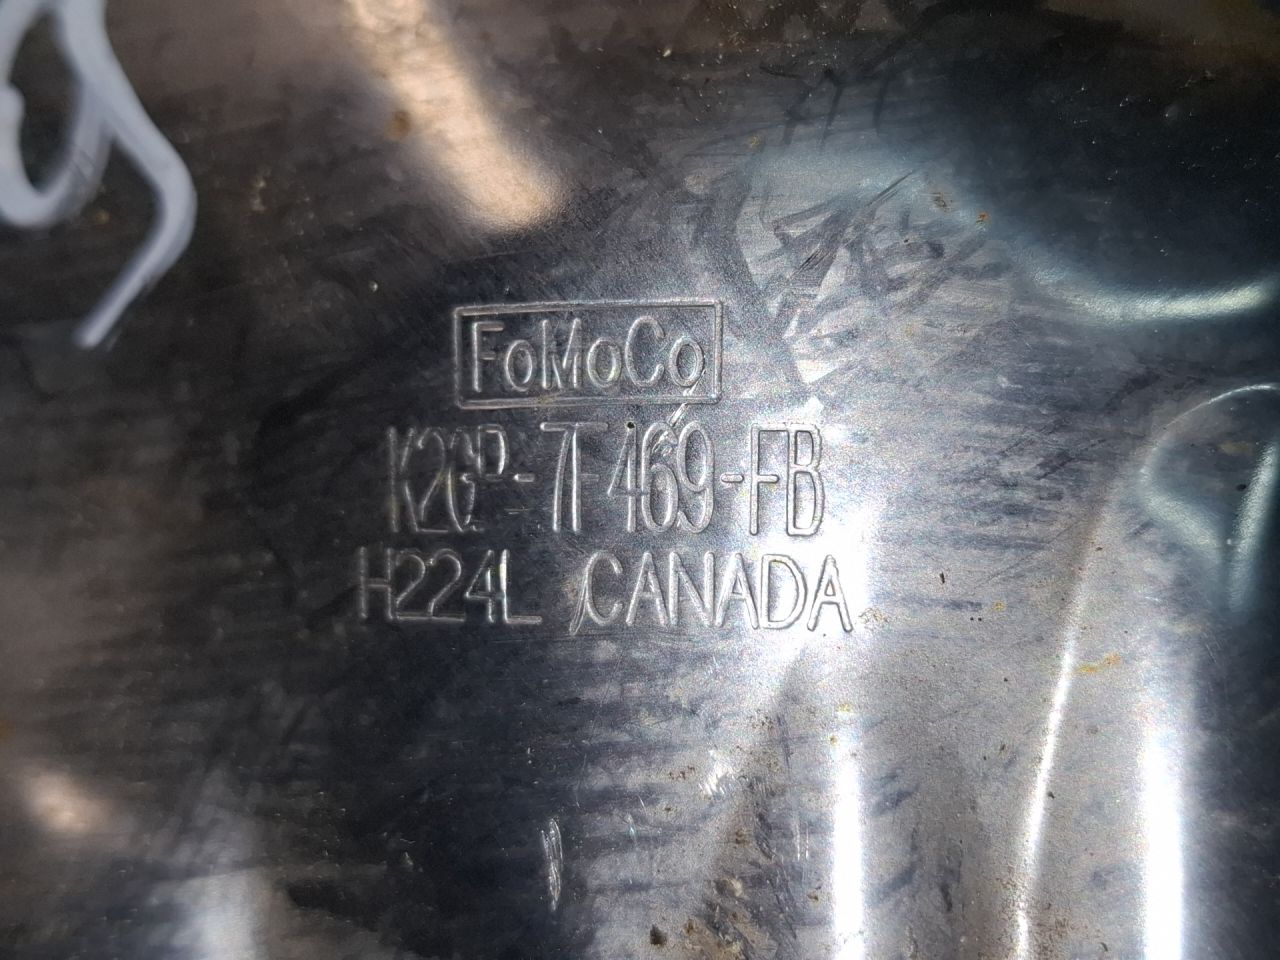 FoMoCo
K2GP-7F469-FB
H224L CANADA